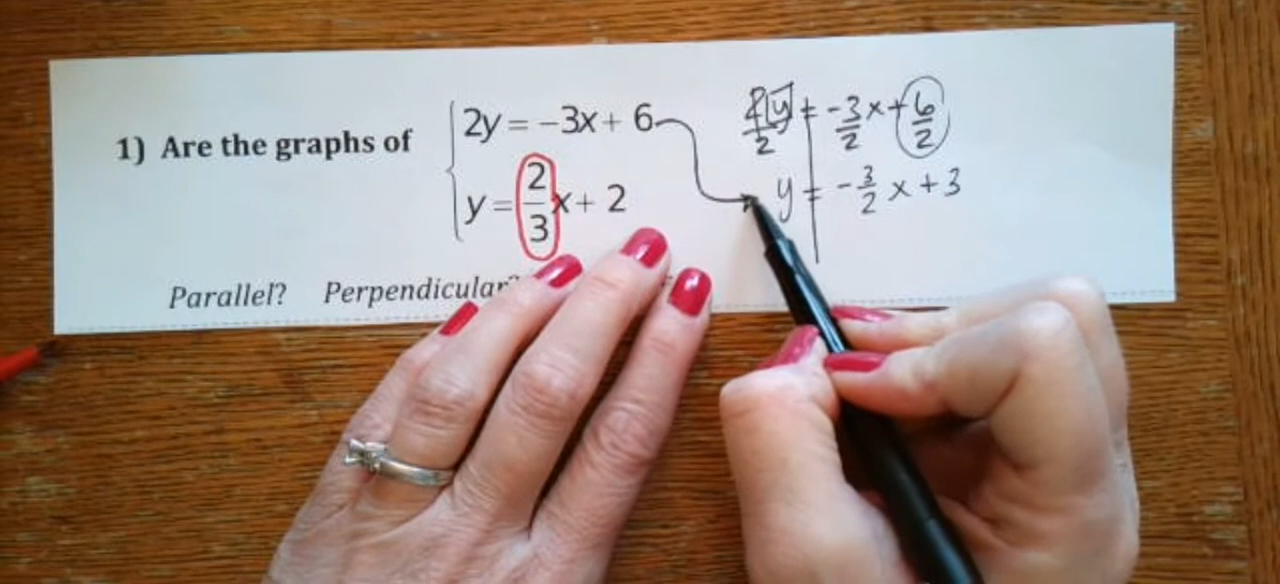 1) Are the graphs of
2y = −3x + 6
y = 2/3 x + 2
Parallel? Perpendicular?
2y/2 = -3/2 x + 6/2
y = -3/2 x + 3